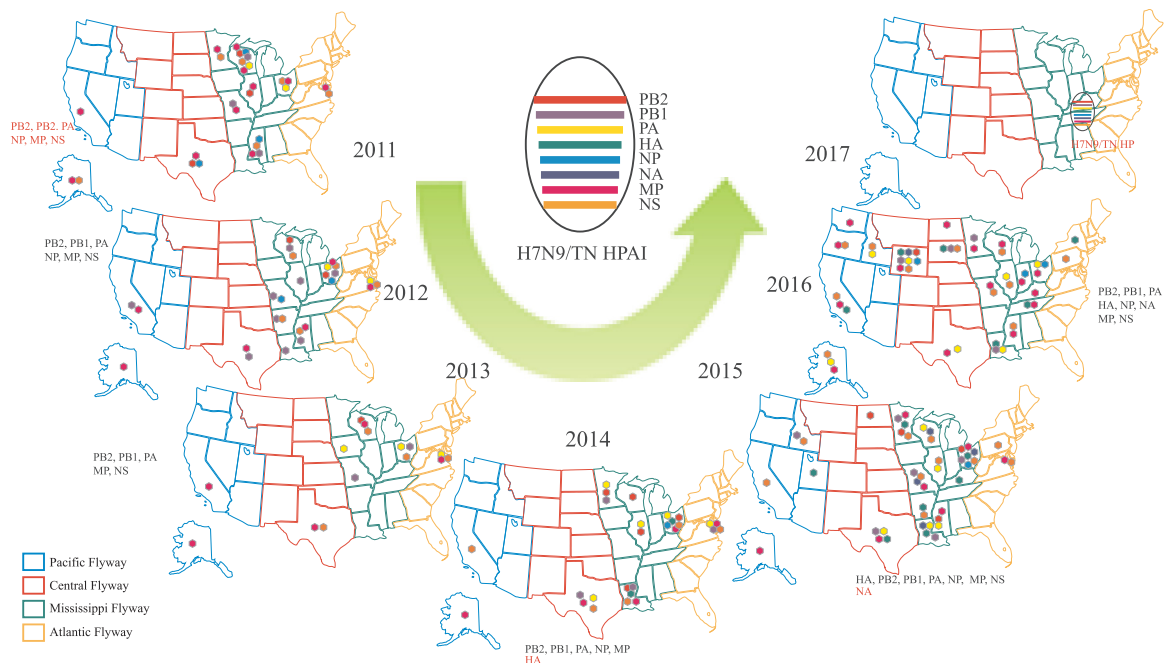 PB2
PB1
PA
HA
NP
NA
MP
NS
H7N9/TN HPAI
2011
PB2, PB2. PA
NP, MP, NS
2012
PB2, PB1, PA
NP, MP, NS
2013
PB2, PB1, PA
MP, NS
2014
PB2, PB1, PA, NP, MP
HA
2015
HA, PB2, PB1, PA, NP, MP, NS
NA
2016
PB2, PB1, PA
HA, NP, NA
MP, NS
2017
H7N9/TN HP
Pacific Flyway
Central Flyway
Mississippi Flyway
Atlantic Flyway